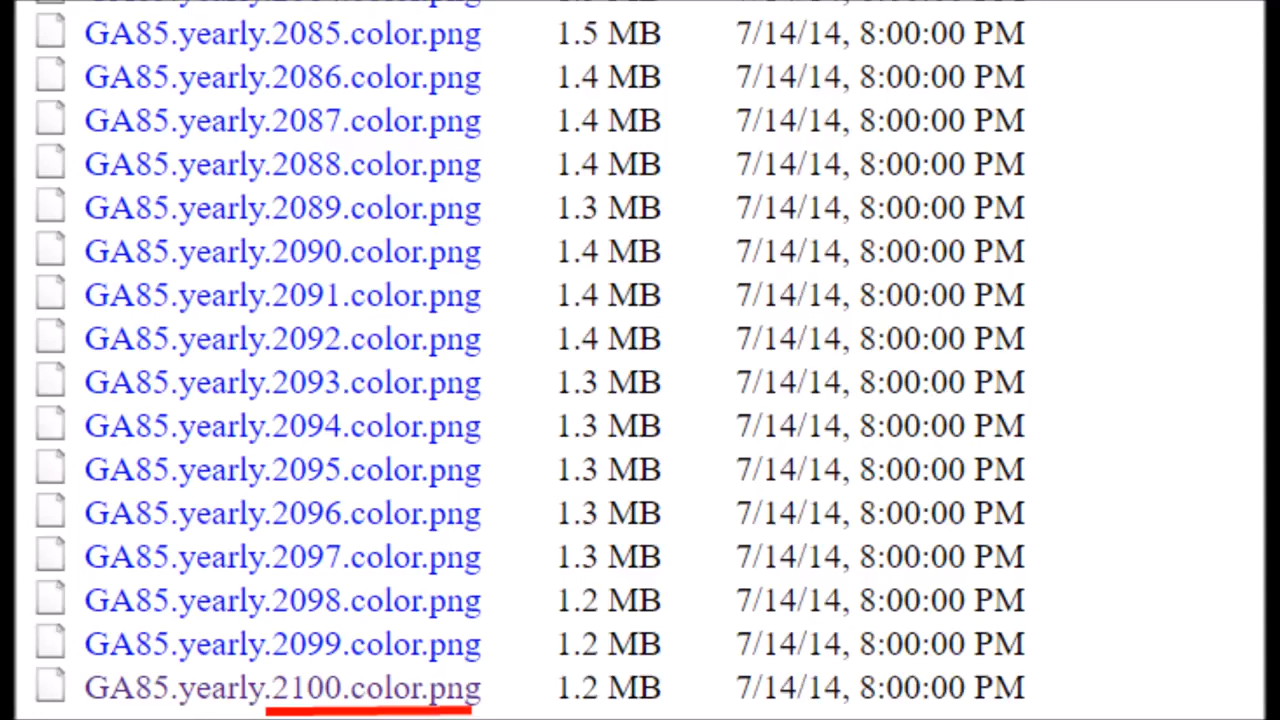 GA85.yearly.2085.color.png 1.5 MB 7/14/14, 8:00:00 PM
GA85.yearly.2086.color.png 1.4 MB 7/14/14, 8:00:00 PM
GA85.yearly.2087.color.png 1.4 MB 7/14/14, 8:00:00 PM
GA85.yearly.2088.color.png 1.4 MB 7/14/14, 8:00:00 PM
GA85.yearly.2089.color.png 1.3 MB 7/14/14, 8:00:00 PM
GA85.yearly.2090.color.png 1.4 MB 7/14/14, 8:00:00 PM
GA85.yearly.2091.color.png 1.4 MB 7/14/14, 8:00:00 PM
GA85.yearly.2092.color.png 1.4 MB 7/14/14, 8:00:00 PM
GA85.yearly.2093.color.png 1.3 MB 7/14/14, 8:00:00 PM
GA85.yearly.2094.color.png 1.3 MB 7/14/14, 8:00:00 PM
GA85.yearly.2095.color.png 1.3 MB 7/14/14, 8:00:00 PM
GA85.yearly.2096.color.png 1.3 MB 7/14/14, 8:00:00 PM
GA85.yearly.2097.color.png 1.3 MB 7/14/14, 8:00:00 PM
GA85.yearly.2098.color.png 1.2 MB 7/14/14, 8:00:00 PM
GA85.yearly.2099.color.png 1.2 MB 7/14/14, 8:00:00 PM
GA85.yearly.2100.color.png 1.2 MB 7/14/14, 8:00:00 PM